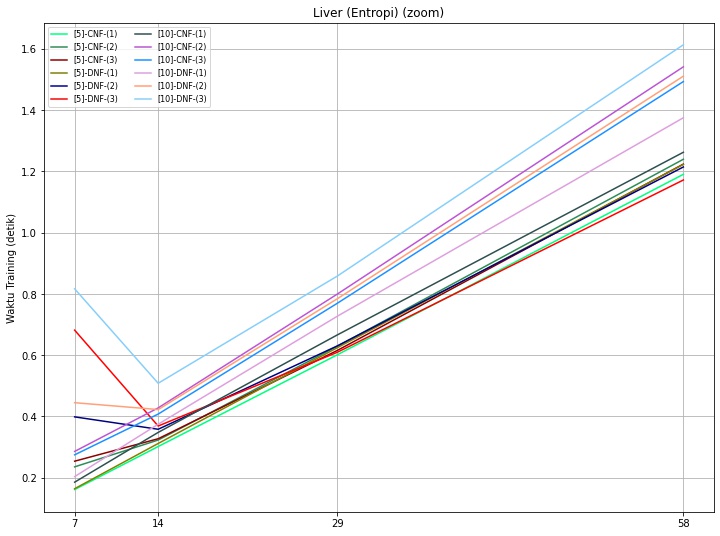 Liver (Entropi) (zoom)
[5]-CNF-(1) [10]-CNF-(1)
[5]-CNF-(2) [10]-CNF-(2)
[5]-CNF-(3) [10]-CNF-(3)
[5]-DNF-(1) [10]-DNF-(1)
[5]-DNF-(2) [10]-DNF-(2)
[5]-DNF-(3) [10]-DNF-(3)
Waktu Training (detik)
1.6
1.4
1.2
1.0
0.8
0.6
0.4
0.2
7 14 29 58